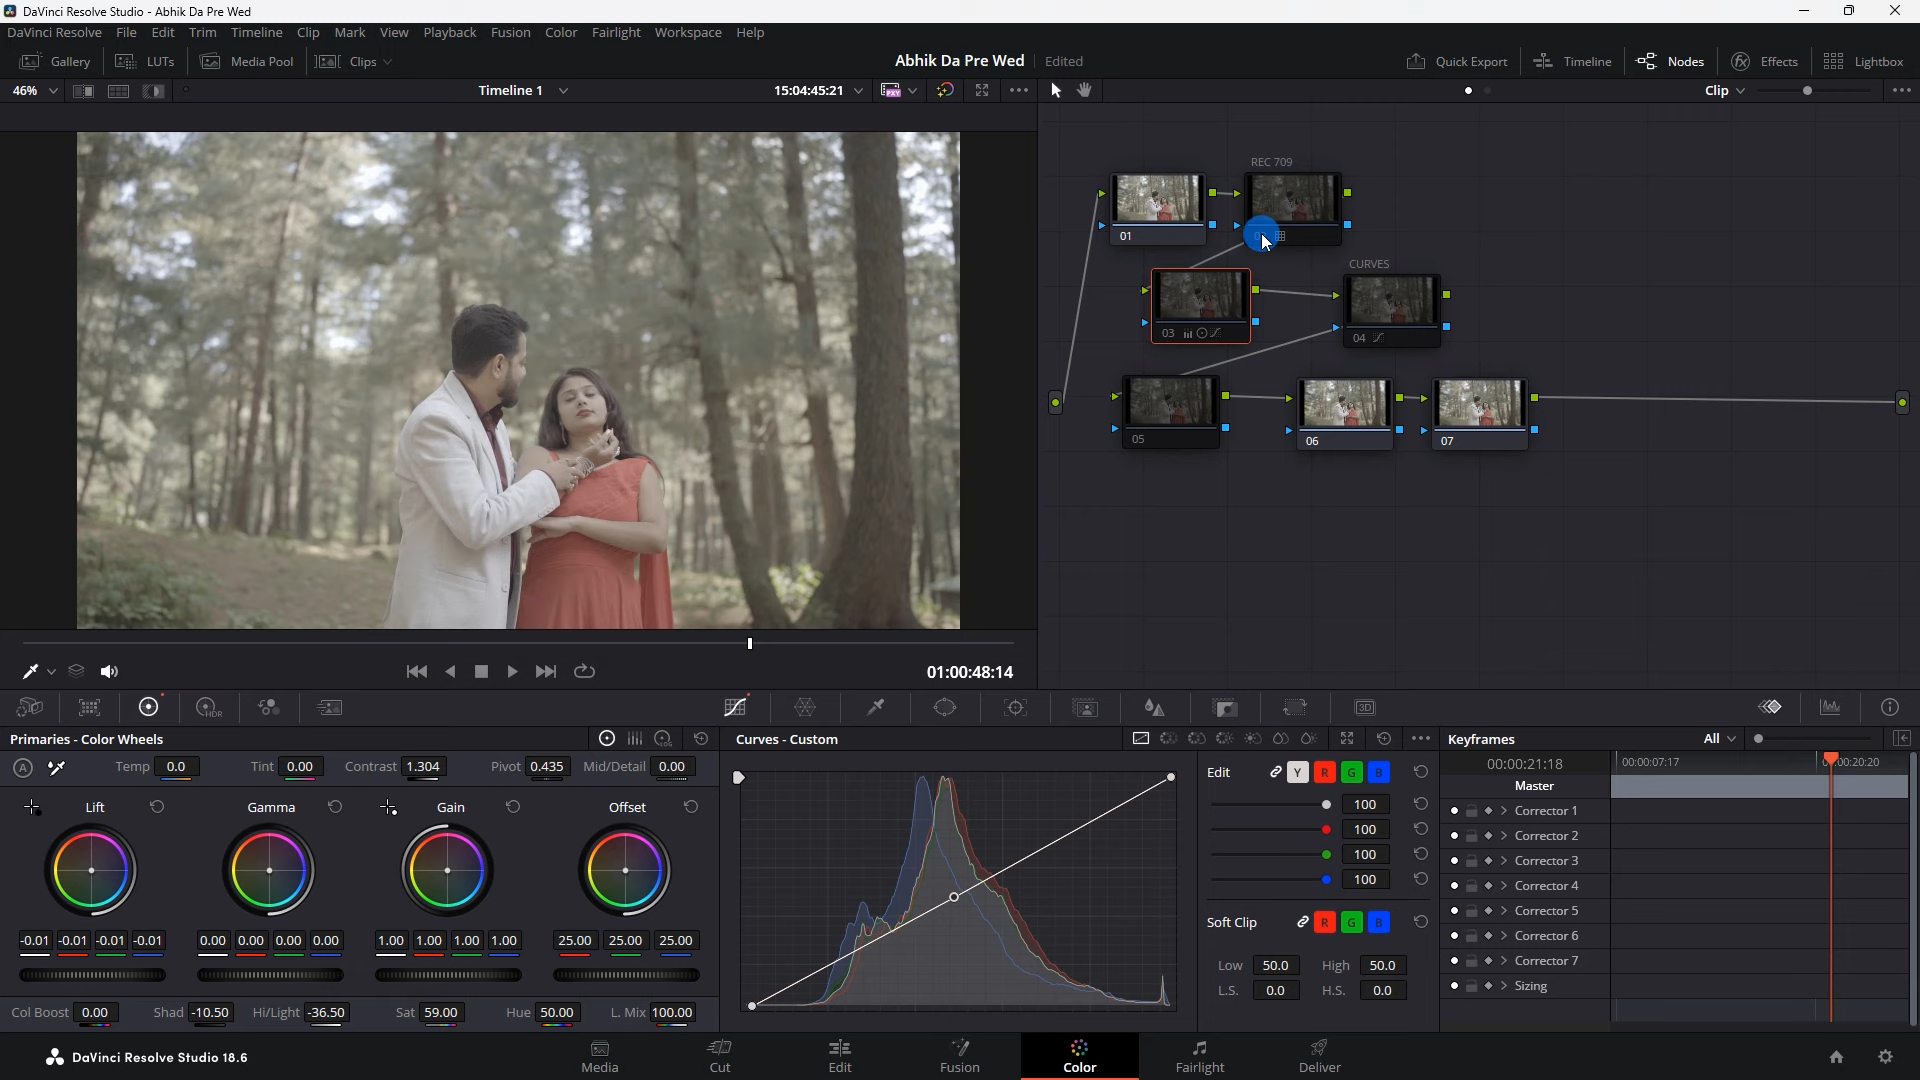 DaVinci Resolve Studio - Abhik Da Pre Wed
DaVinci Resolve File Edit Trim Timeline Clip Mark View Playback Fusion Color Fairlight Workspace Help
Gallery LUTs Media Pool Clips Abhik Da Pre Wed Edited Quick Export Timeline Nodes Effects Lightbox
46% Timeline 1 15:04:45:21 PXY Clip
REC 709
01
CURVES
03 04
05 06 07
01:00:48:14
HDR 3D
Primaries - Color Wheels LOG Curves - Custom Keyframes All
A Temp 0.0 Tint 0.00 Contrast 1.304 Pivot 0.435 Mid/Detail 0.00
Lift Gamma Gain Offset
-0.01 -0.01 -0.01 -0.01 0.00 0.00 0.00 0.00 1.00 1.00 1.00 1.00 25.00 25.00 25.00
Col Boost 0.00 Shad -10.50 Hi/Light -36.50 Sat 59.00 Hue 50.00 L. Mix 100.00
Edit Y R G B
100
100
100
100
Soft Clip R G B
Low 50.0 High 50.0
L.S. 0.0 H.S. 0.0
00:00:21:18 00:00:07:17 00:00:20:20
Master
Corrector 1
Corrector 2
Corrector 3
Corrector 4
Corrector 5
Corrector 6
Corrector 7
Sizing
DaVinci Resolve Studio 18.6 Media Cut Edit Fusion Color Fairlight Deliver